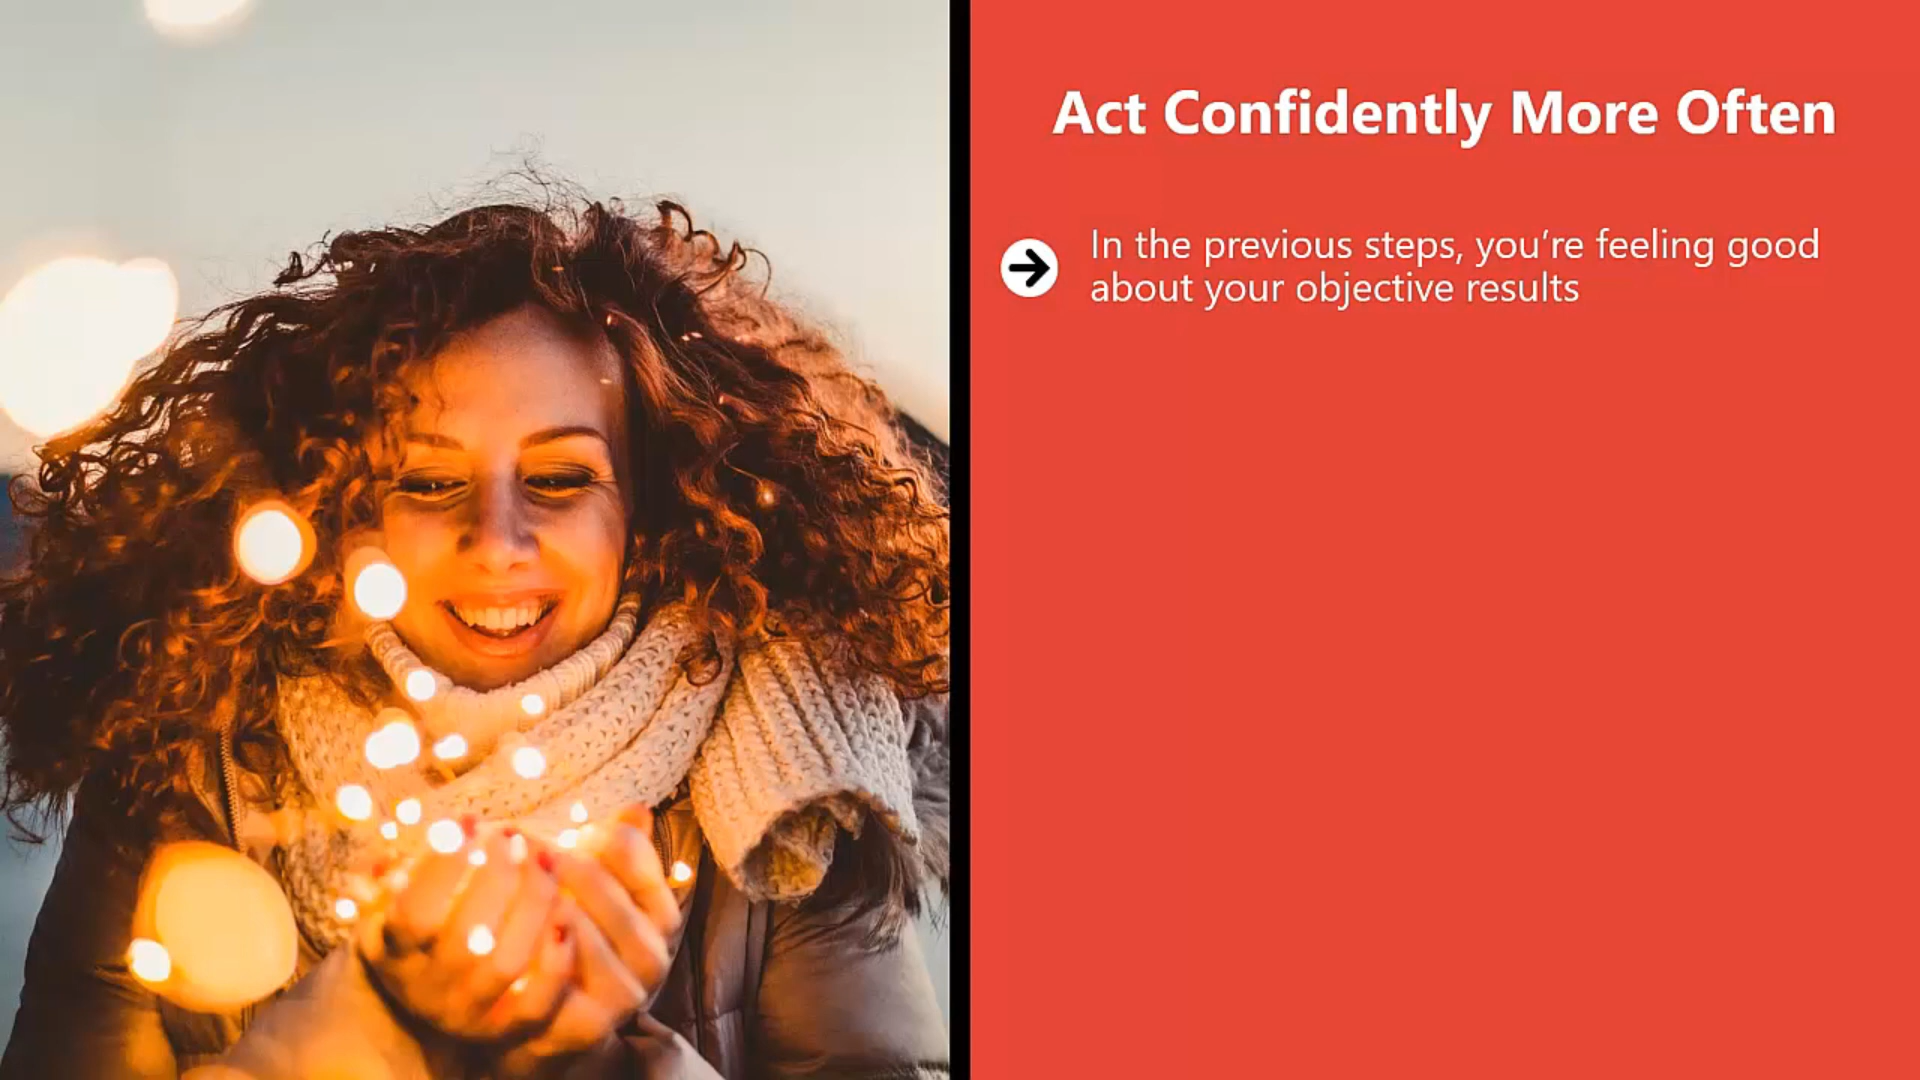 Act Confidently More Often
In the previous steps, you’re feeling good
about your objective results